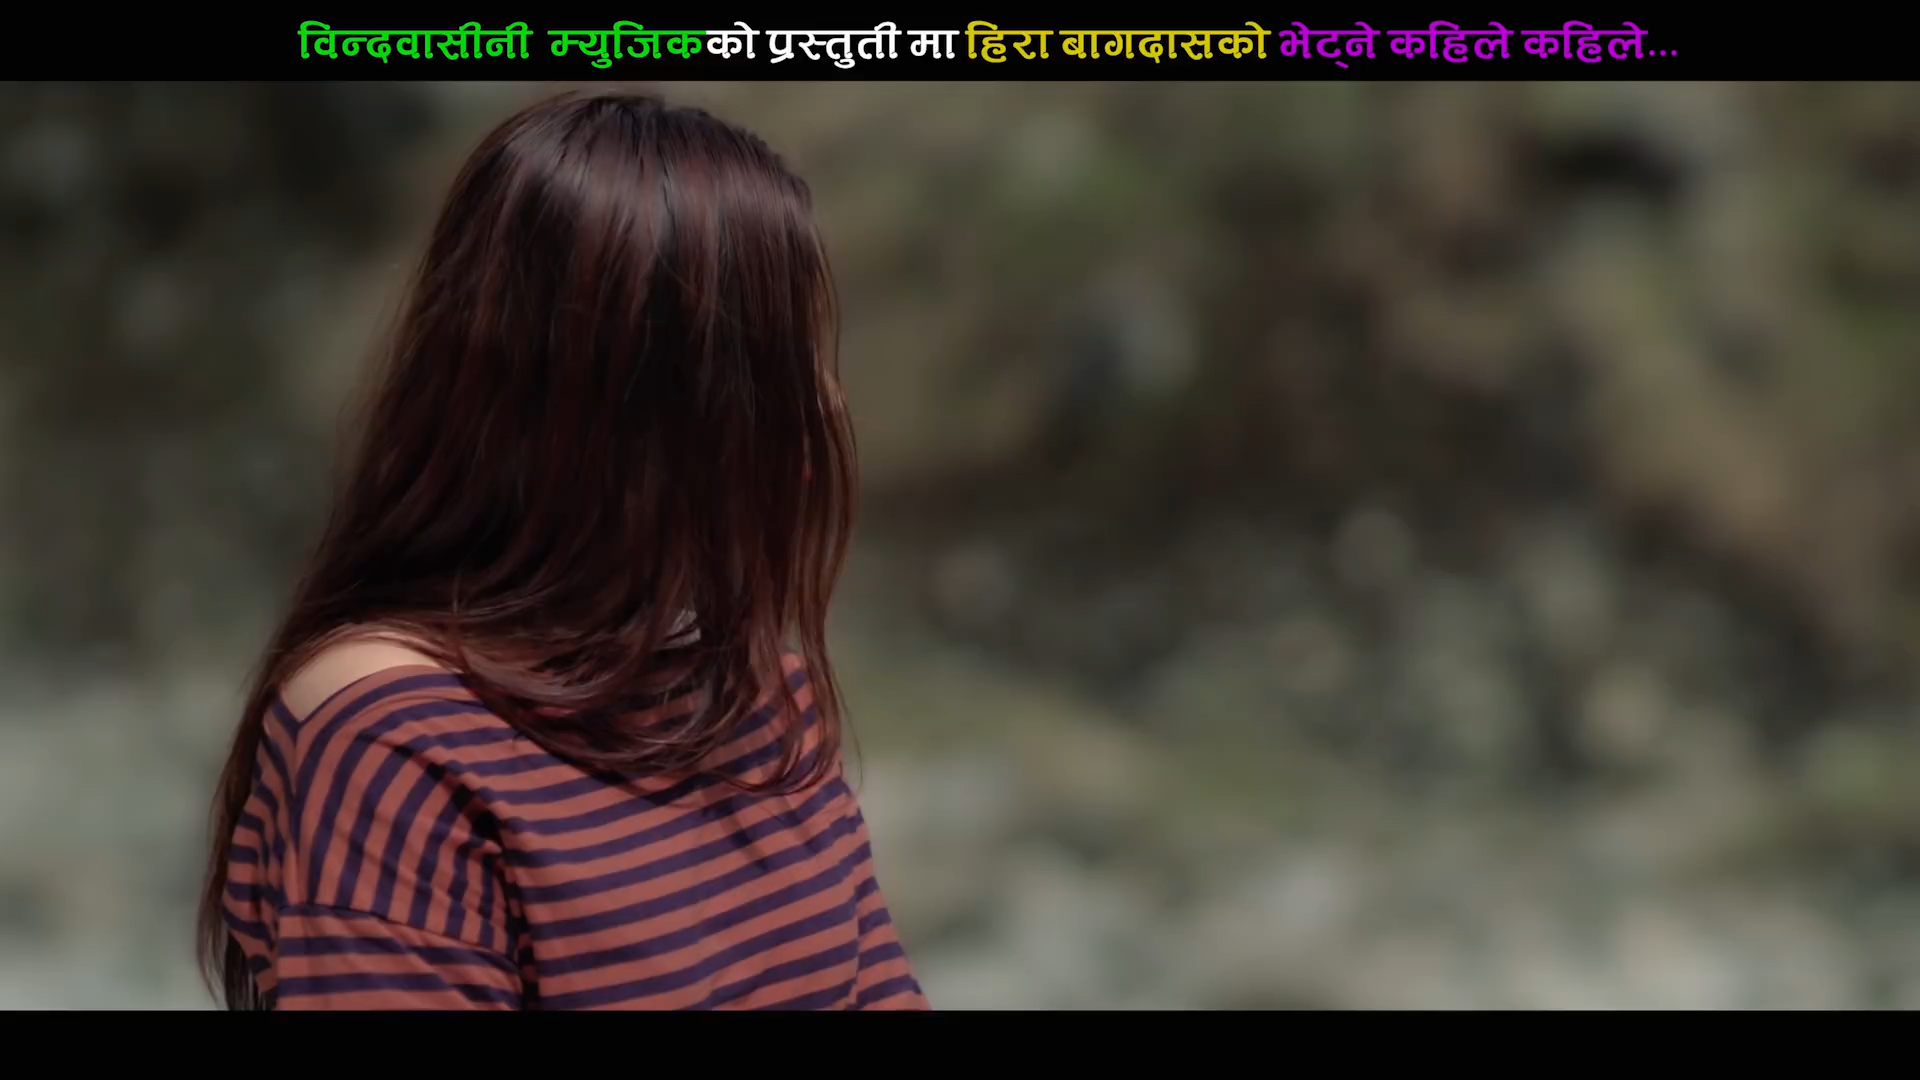 विन्दवासीनी म्युजिकको प्रस्तुती मा हिरा बागदासको भेट्ने कहिले कहिले...